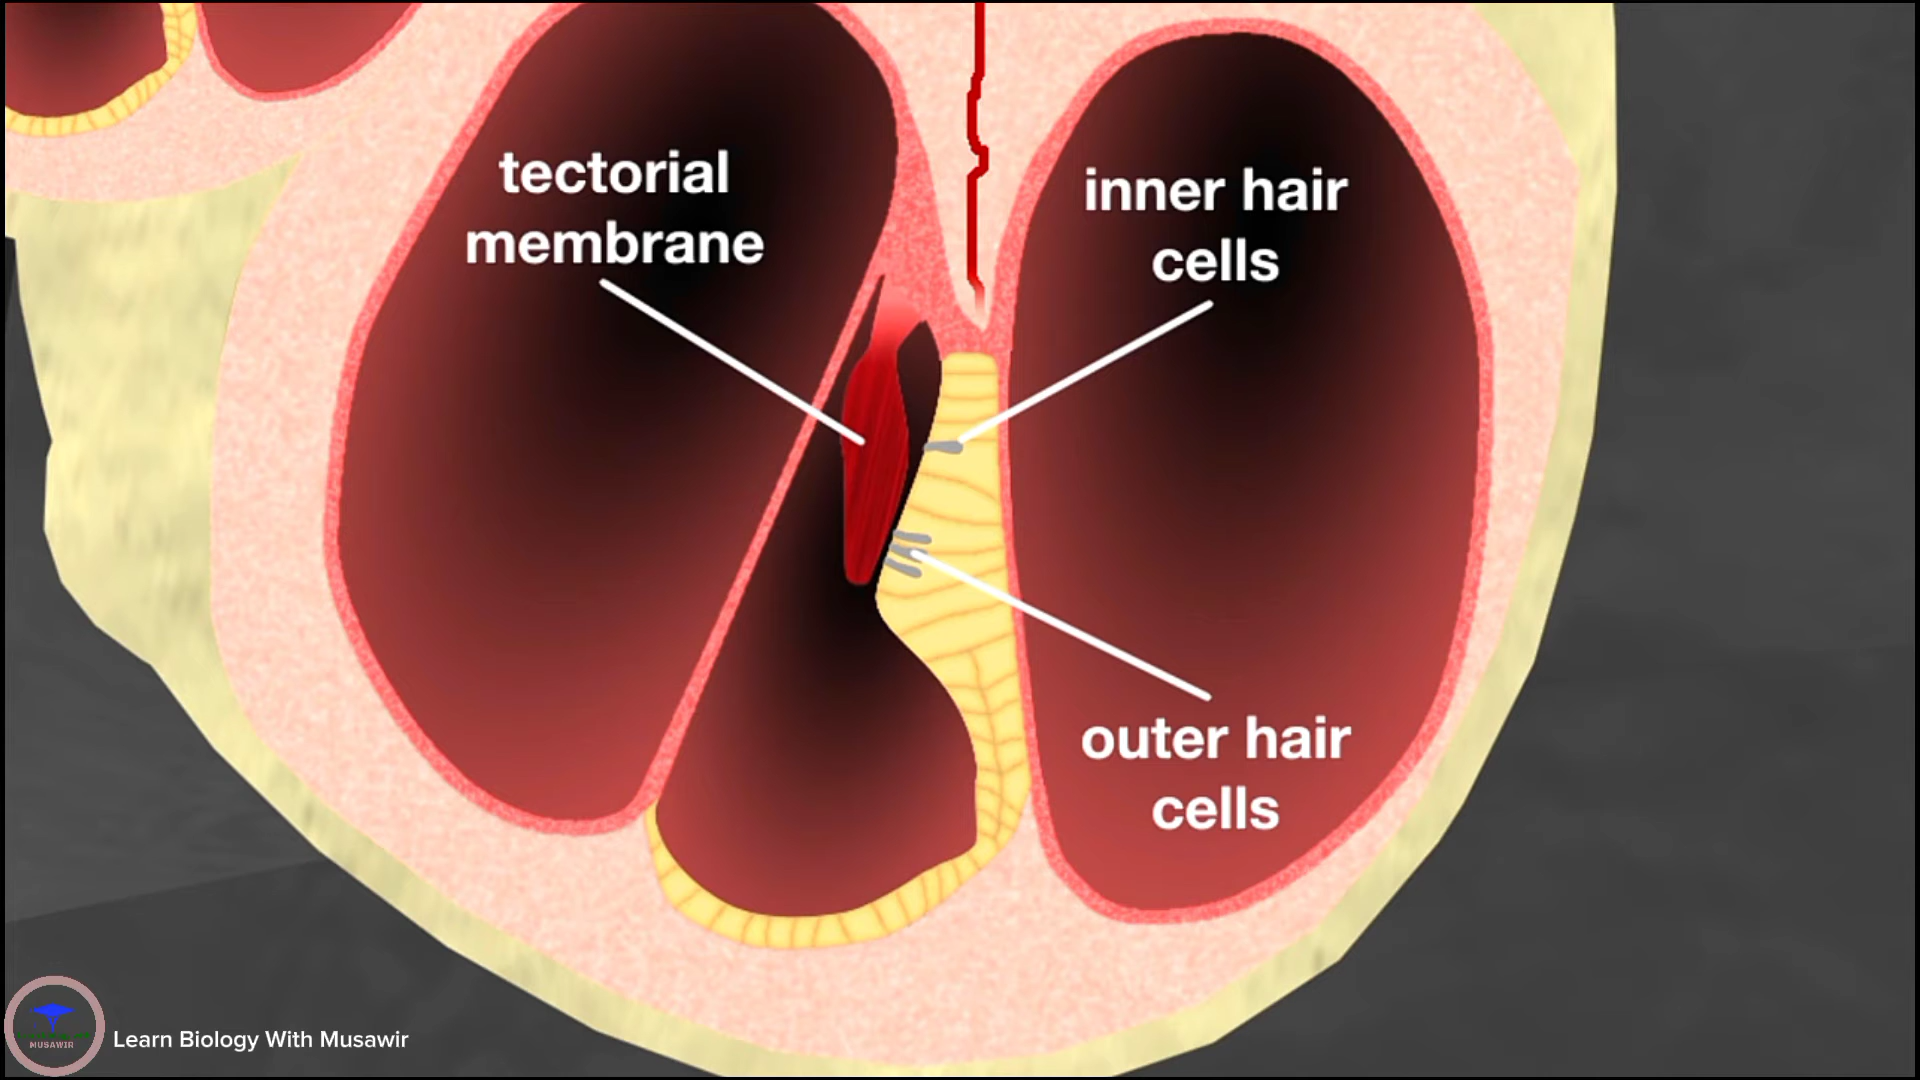 tectorial
membrane
inner hair
cells
outer hair
cells
MUSAWIR
Learn Biology With Musawir